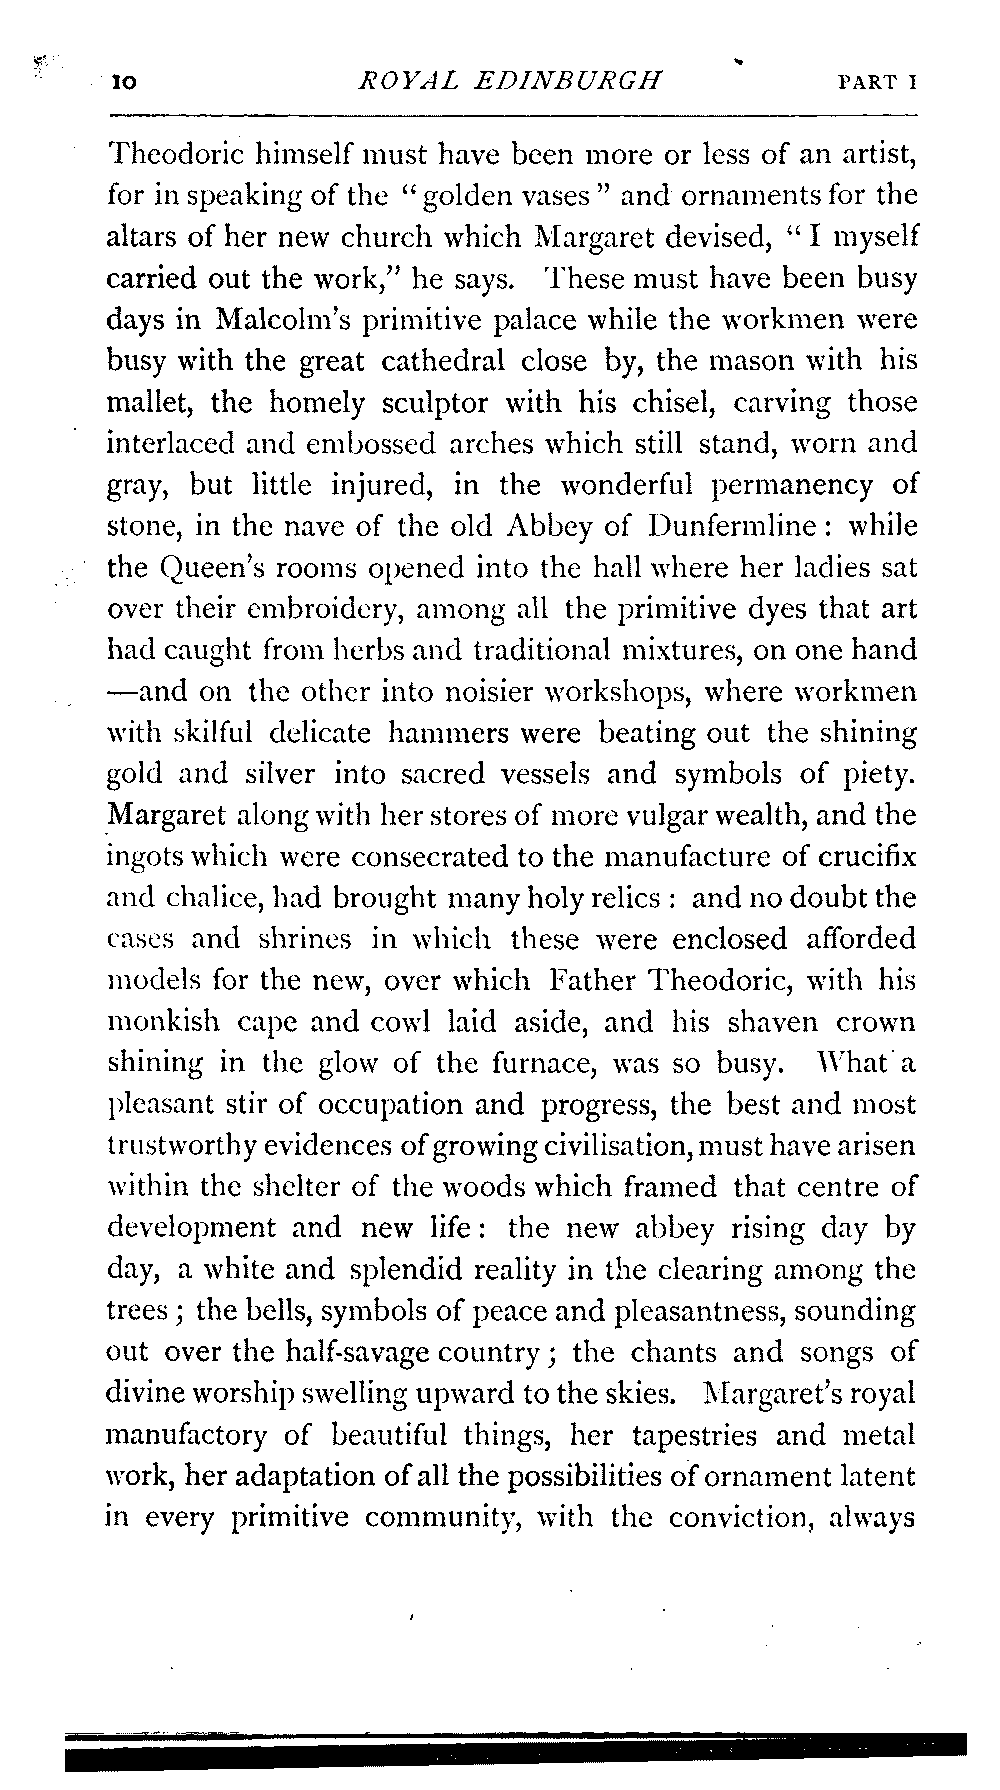 10 ROYAL EDINBURGH PART I
Theodoric himself must have been more or less of an artist,
for in speaking of the “golden vases” and ornaments for the
altars of her new church which Margaret devised, “I myself
carried out the work,” he says. These must have been busy
days in Malcolm’s primitive palace while the workmen were
busy with the great cathedral close by, the mason with his
mallet, the homely sculptor with his chisel, carving those
interlaced and embossed arches which still stand, worn and
gray, but little injured, in the wonderful permanency of
stone, in the nave of the old Abbey of Dunfermline: while
the Queen’s rooms opened into the hall where her ladies sat
over their embroidery, among all the primitive dyes that art
had caught from herbs and traditional mixtures, on one hand
—and on the other into noisier workshops, where workmen
with skilful delicate hammers were beating out the shining
gold and silver into sacred vessels and symbols of piety.
Margaret along with her stores of more vulgar wealth, and the
ingots which were consecrated to the manufacture of crucifix
and chalice, had brought many holy relics: and no doubt the
cases and shrines in which these were enclosed afforded
models for the new, over which Father Theodoric, with his
monkish cape and cowl laid aside, and his shaven crown
shining in the glow of the furnace, was so busy. What a
pleasant stir of occupation and progress, the best and most
trustworthy evidences of growing civilisation, must have arisen
within the shelter of the woods which framed that centre of
development and new life: the new abbey rising day by
day, a white and splendid reality in the clearing among the
trees; the bells, symbols of peace and pleasantness, sounding
out over the half-savage country; the chants and songs of
divine worship swelling upward to the skies. Margaret’s royal
manufactory of beautiful things, her tapestries and metal
work, her adaptation of all the possibilities of ornament latent
in every primitive community, with the conviction, always